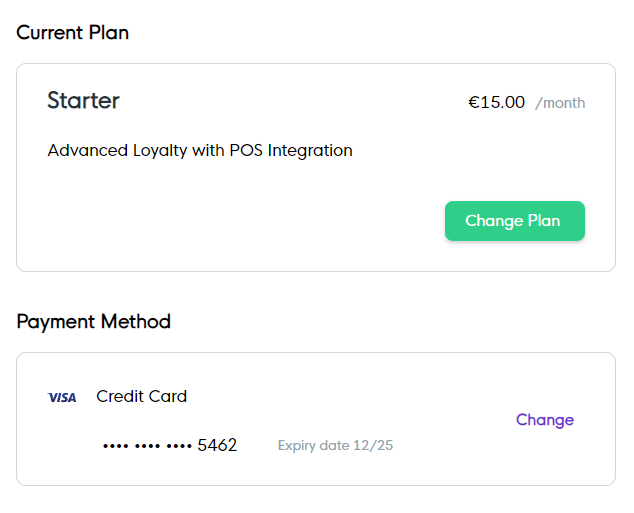 Current Plan
Starter
€15.00 /month
Advanced Loyalty with POS Integration
Change Plan
Payment Method
VISA Credit Card
Change
•••• •••• •••• 5462 Expiry date 12/25